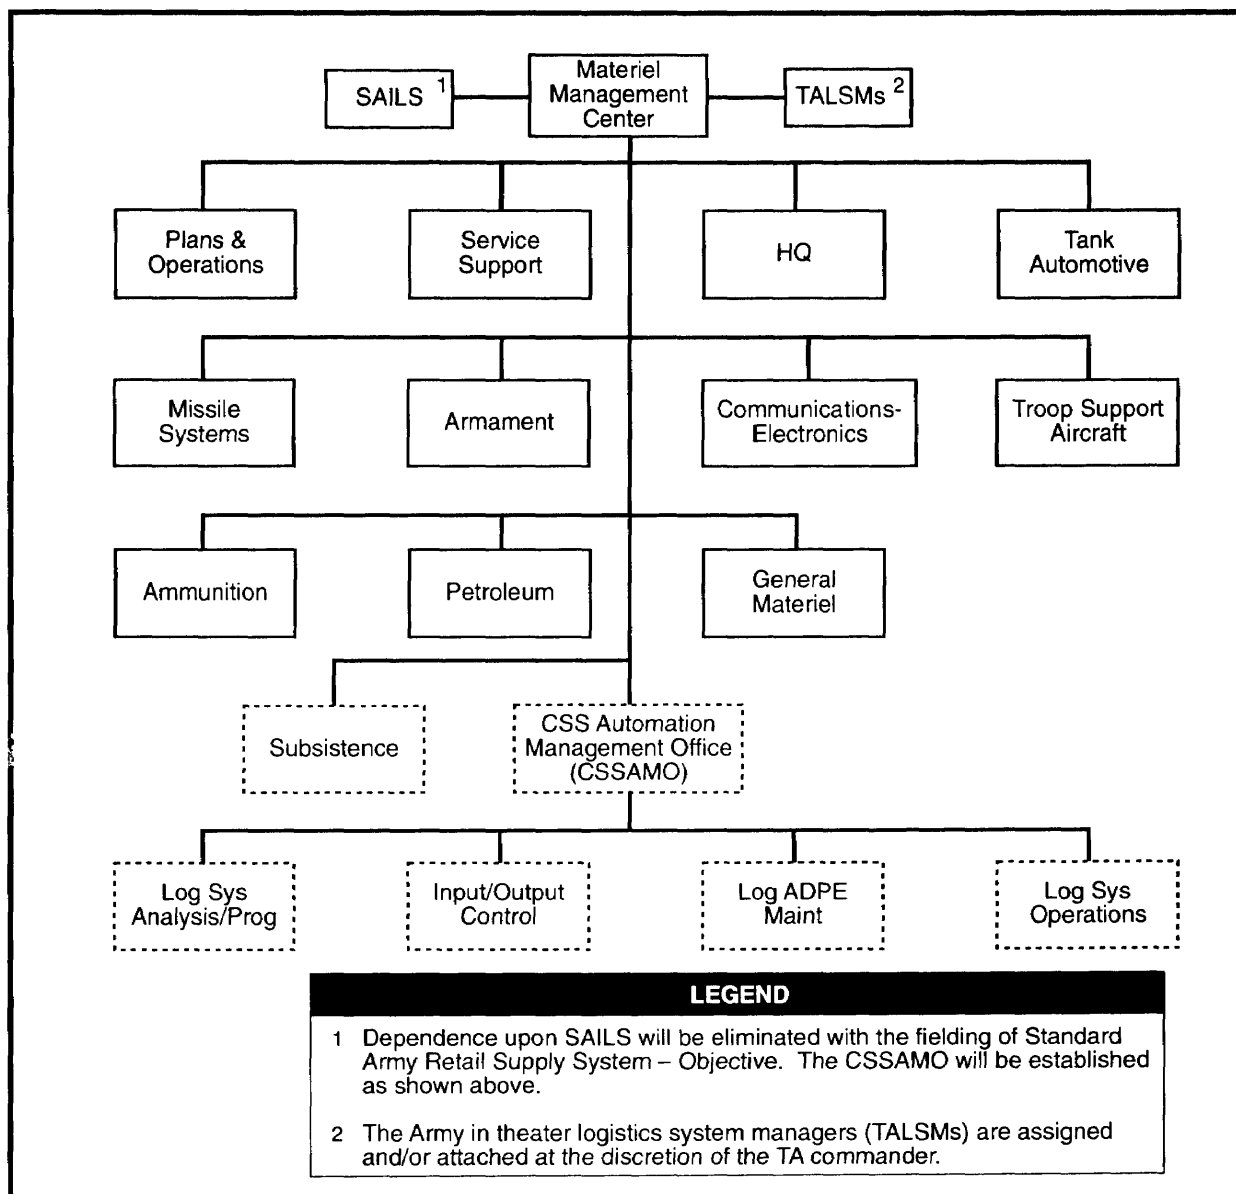 SAILS 1
Materiel
Management
Center
TALSMs 2
Plans &
Operations
Service
Support
HQ
Tank
Automotive
Missile
Systems
Armament
Communications-
Electronics
Troop Support
Aircraft
Ammunition
Petroleum
General
Materiel
Subsistence
CSS Automation
Management Office
(CSSAMO)
Log Sys
Analysis/Prog
Input/Output
Control
Log ADPE
Maint
Log Sys
Operations
LEGEND
1 Dependence upon SAILS will be eliminated with the fielding of Standard
Army Retail Supply System – Objective. The CSSAMO will be established
as shown above.
2 The Army in theater logistics system managers (TALSMs) are assigned
and/or attached at the discretion of the TA commander.